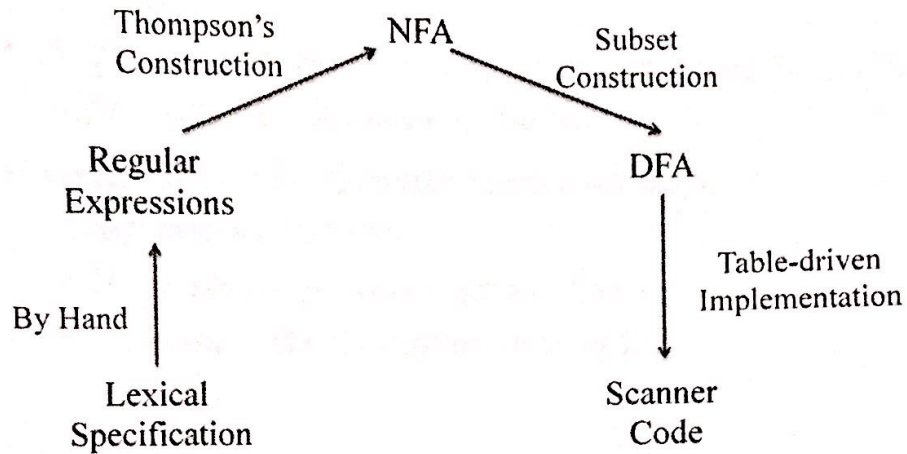 Thompson's
Construction
NFA
Subset
Construction
Regular
Expressions
DFA
By Hand
Table-driven
Implementation
Lexical
Specification
Scanner
Code